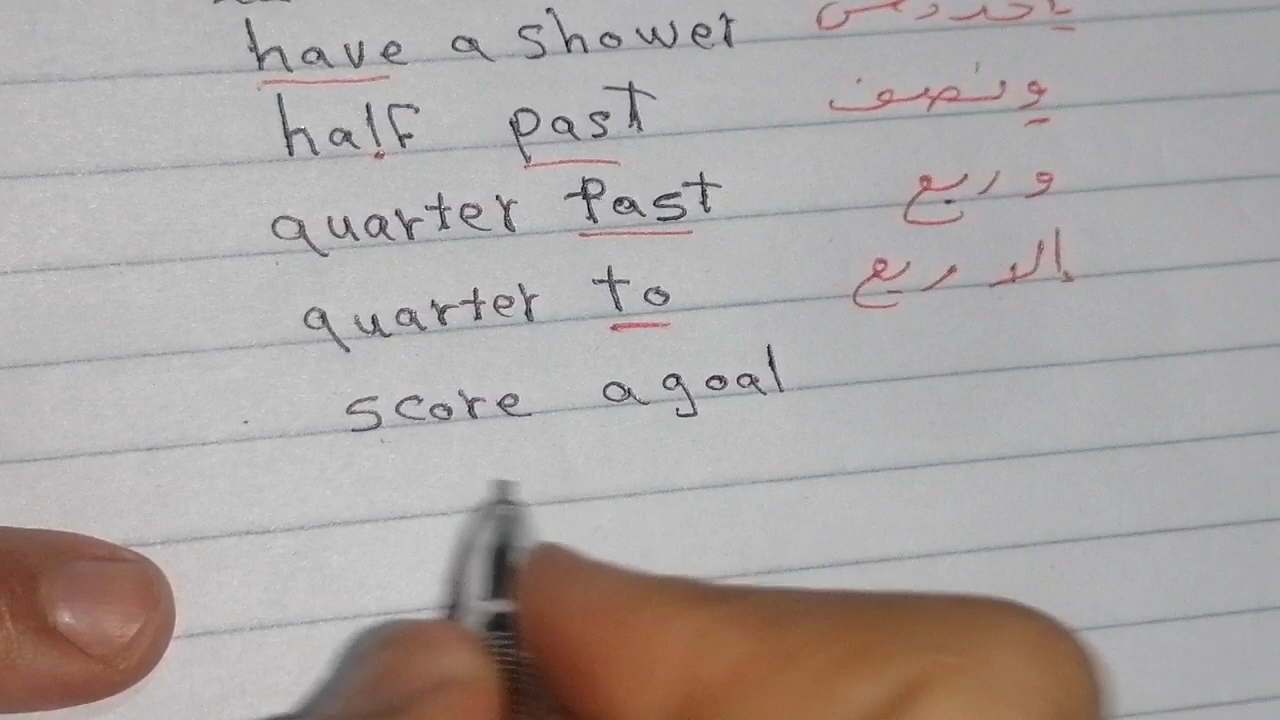 have a shower
half past ونصف
quarter past وربع
quarter to إلا ربع
score a goal